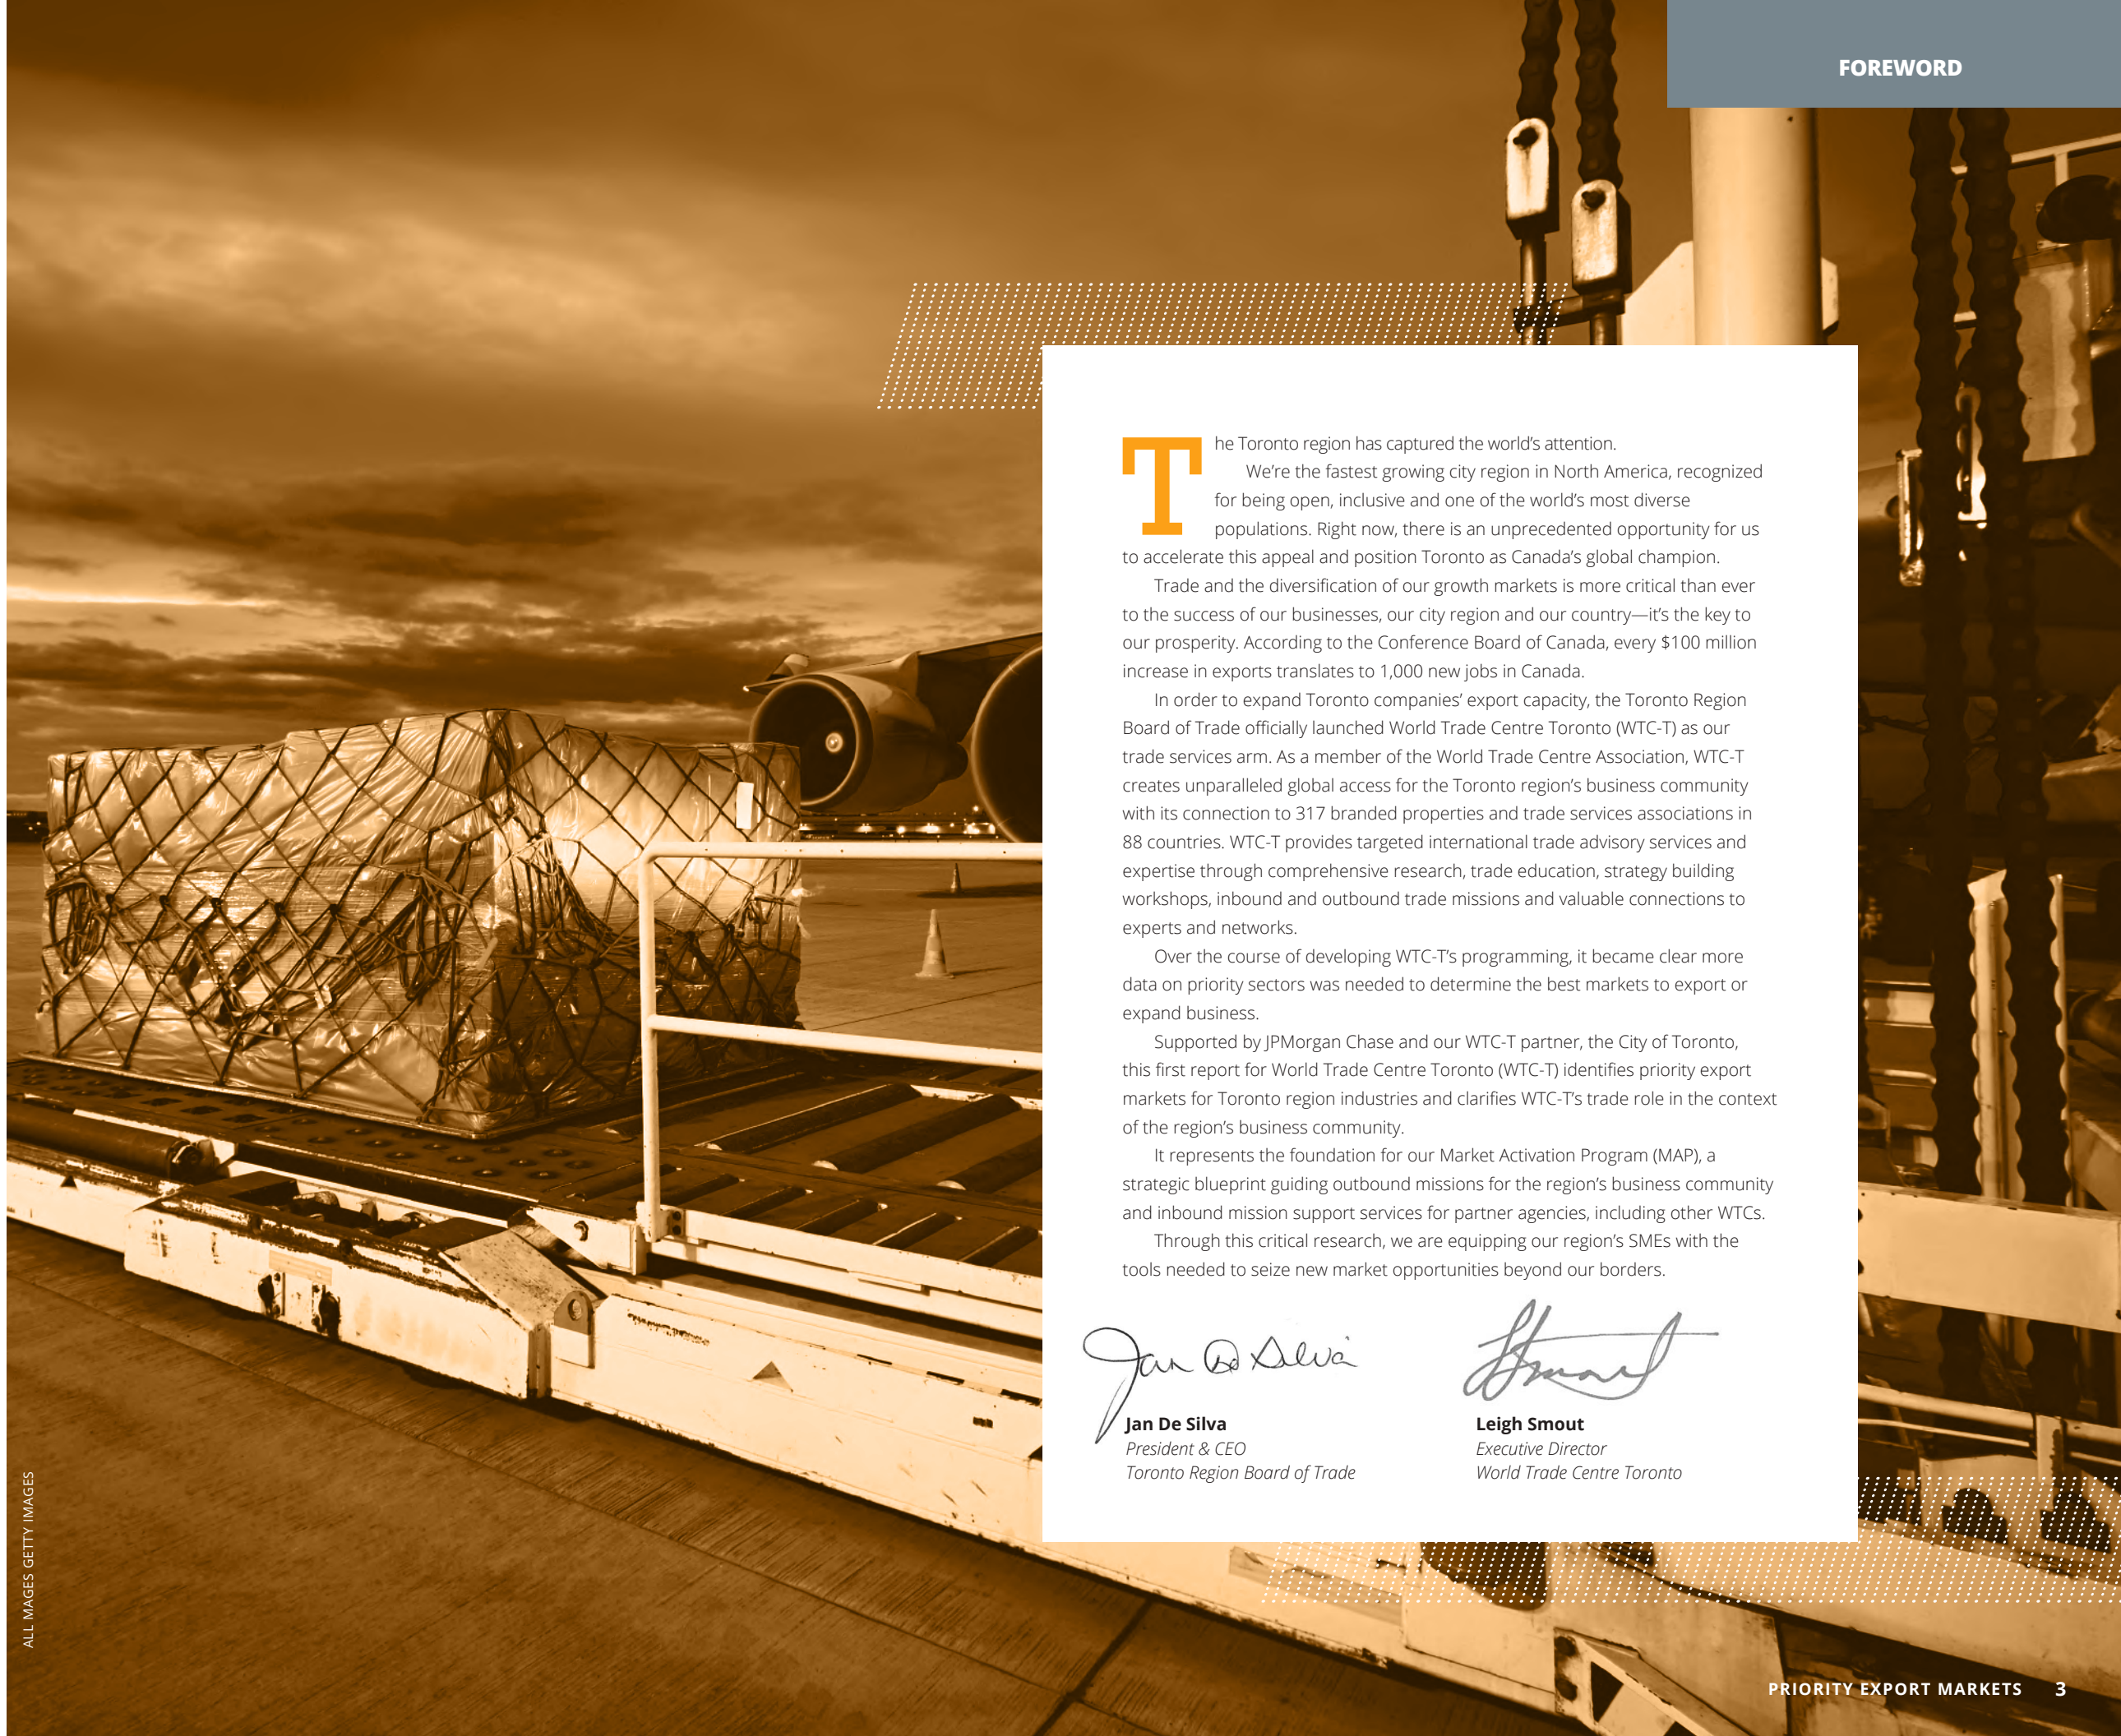 FOREWORD
The Toronto region has captured the world’s attention.
We’re the fastest growing city region in North America, recognized
for being open, inclusive and one of the world’s most diverse
populations. Right now, there is an unprecedented opportunity for us
to accelerate this appeal and position Toronto as Canada’s global champion.
Trade and the diversification of our growth markets is more critical than ever
to the success of our businesses, our city region and our country—it’s the key to
our prosperity. According to the Conference Board of Canada, every $100 million
increase in exports translates to 1,000 new jobs in Canada.
In order to expand Toronto companies’ export capacity, the Toronto Region
Board of Trade officially launched World Trade Centre Toronto (WTC-T) as our
trade services arm. As a member of the World Trade Centre Association, WTC-T
creates unparalleled global access for the Toronto region’s business community
with its connection to 317 branded properties and trade services associations in
88 countries. WTC-T provides targeted international trade advisory services and
expertise through comprehensive research, trade education, strategy building
workshops, inbound and outbound trade missions and valuable connections to
experts and networks.
Over the course of developing WTC-T’s programming, it became clear more
data on priority sectors was needed to determine the best markets to export or
expand business.
Supported by JPMorgan Chase and our WTC-T partner, the City of Toronto,
this first report for World Trade Centre Toronto (WTC-T) identifies priority export
markets for Toronto region industries and clarifies WTC-T’s trade role in the context
of the region’s business community.
It represents the foundation for our Market Activation Program (MAP), a
strategic blueprint guiding outbound missions for the region’s business community
and inbound mission support services for partner agencies, including other WTCs.
Through this critical research, we are equipping our region’s SMEs with the
tools needed to seize new market opportunities beyond our borders.
Jan De Silva
Jan De Silva
President & CEO
Toronto Region Board of Trade
LSmout
Leigh Smout
Executive Director
World Trade Centre Toronto
ALL IMAGES GETTY IMAGES
PRIORITY EXPORT MARKETS 3